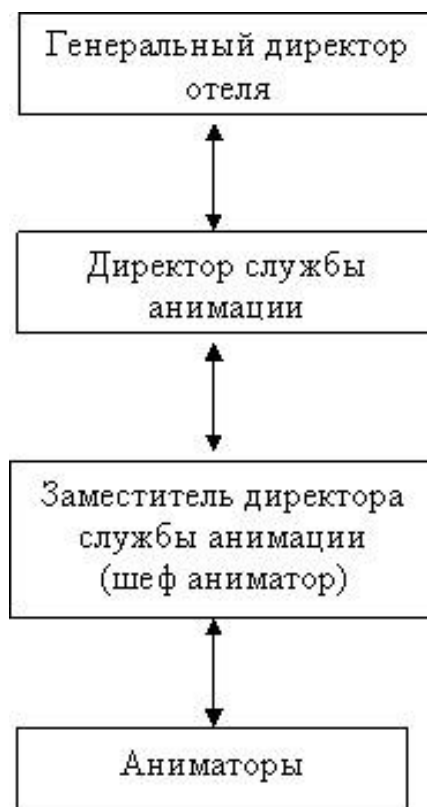 Генеральный директор
отеля
Директор службы
анимации
Заместитель директора
службы анимации
(шеф аниматор)
Аниматоры